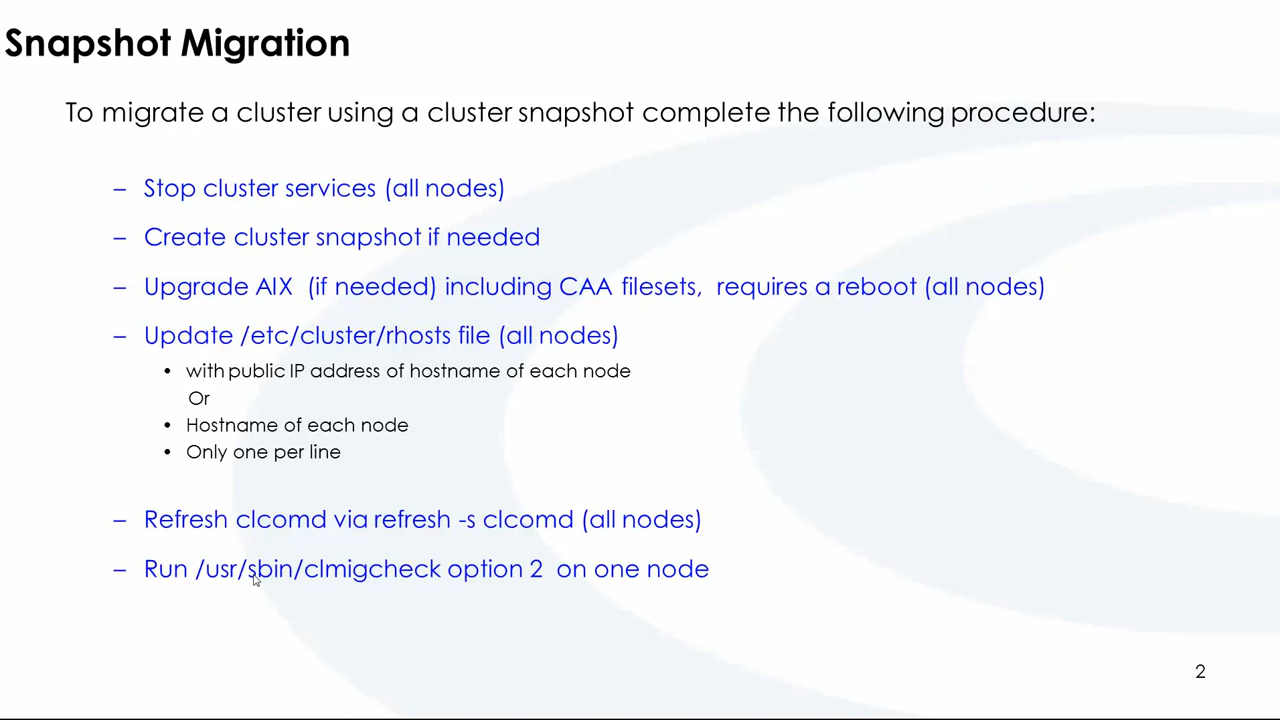 Snapshot Migration
To migrate a cluster using a cluster snapshot complete the following procedure:
– Stop cluster services (all nodes)
– Create cluster snapshot if needed
– Upgrade AIX (if needed) including CAA filesets, requires a reboot (all nodes)
– Update /etc/cluster/rhosts file (all nodes)
• with public IP address of hostname of each node
Or
• Hostname of each node
• Only one per line
– Refresh clcomd via refresh -s clcomd (all nodes)
– Run /usr/sbin/clmigcheck option 2 on one node
2